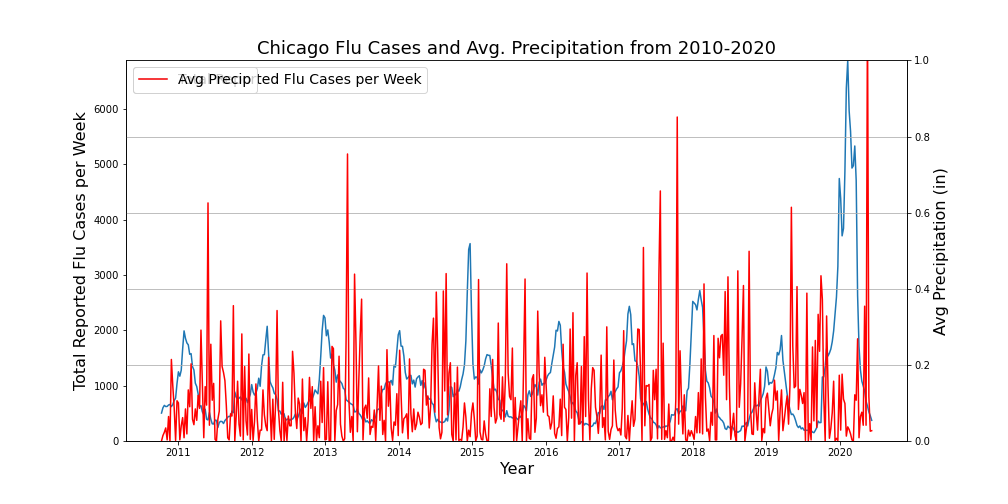 Chicago Flu Cases and Avg. Precipitation from 2010-2020
Avg Precip ted Flu Cases per Week
Total Reported Flu Cases per Week
6000
5000
4000
3000
2000
1000
0
1.0
0.8
0.6
0.4
0.2
0.0
Avg Precipitation (in)
2011 2012 2013 2014 2015 2016 2017 2018 2019 2020
Year